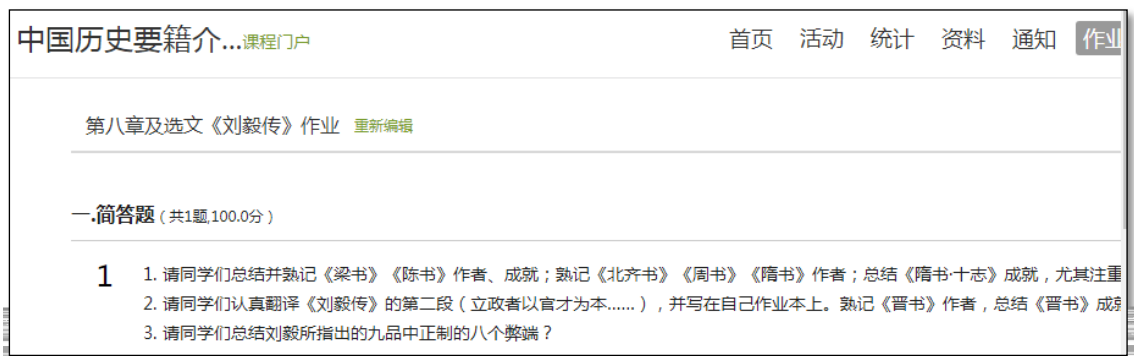 中国历史要籍介...课程门户
首页 活动 统计 资料 通知 作业
第八章及选文《刘毅传》作业 重新编辑
一.简答题（共1题,100.0分）
1 1. 请同学们总结并熟记《梁书》《陈书》作者、成就；熟记《北齐书》《周书》《隋书》作者；总结《隋书·十志》成就，尤其注重
2. 请同学们认真翻译《刘毅传》的第二段（立政者以官才为本......），并写在自己作业本上。熟记《晋书》作者，总结《晋书》成就
3. 请同学们总结刘毅所指出的九品中正制的八个弊端？